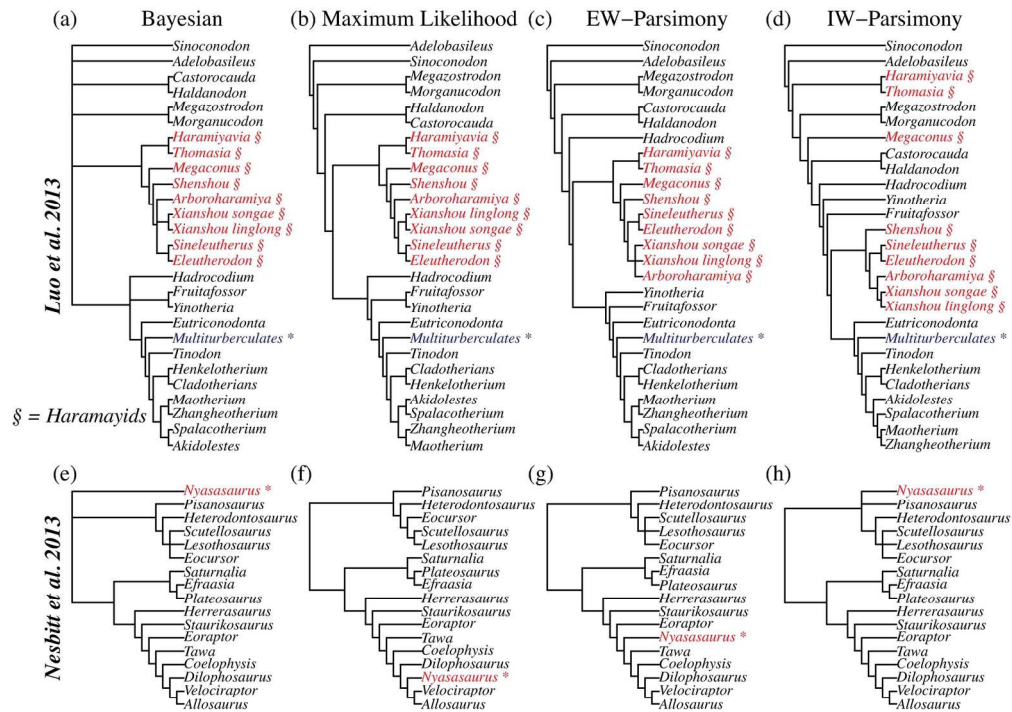 (a) Bayesian
(b) Maximum Likelihood
(c) EW−Parsimony
(d) IW−Parsimony
Luo et al. 2013
Sinoconodon
Adelobasileus
Castorocauda
Haldanodon
Megazostrodon
Morganucodon
Haramiyavia §
Thomasia §
Megaconus §
Shenshou §
Arboroharamiya §
Xianshou songae §
Xianshou linglong §
Sineleutherus §
Eleutherodon §
Hadrocodium
Fruitafossor
Yinotheria
Eutriconodonta
Multiturberculates *
Tinodon
Henkelotherium
Cladotherians
Maotherium
Zhangheotherium
Spalacotherium
Akidolestes
§ = Haramayids
Adelobasileus
Sinoconodon
Megazostrodon
Morganucodon
Haldanodon
Castorocauda
Haramiyavia §
Thomasia §
Megaconus §
Shenshou §
Arboroharamiya §
Xianshou linglong §
Xianshou songae §
Sineleutherus §
Eleutherodon §
Hadrocodium
Fruitafossor
Yinotheria
Eutriconodonta
Multiturberculates *
Tinodon
Cladotherians
Henkelotherium
Akidolestes
Spalacotherium
Zhangheotherium
Maotherium
Sinoconodon
Adelobasileus
Megazostrodon
Morganucodon
Castorocauda
Haldanodon
Hadrocodium
Haramiyavia §
Thomasia §
Megaconus §
Shenshou §
Sineleutherus §
Eleutherodon §
Xianshou songae §
Xianshou linglong §
Arboroharamiya §
Yinotheria
Fruitafossor
Eutriconodonta
Multiturberculates *
Tinodon
Cladotherians
Henkelotherium
Maotherium
Zhangheotherium
Spalacotherium
Akidolestes
Sinoconodon
Adelobasileus
Haramiyavia §
Thomasia §
Megazostrodon
Morganucodon
Megaconus §
Castorocauda
Haldanodon
Hadrocodium
Yinotheria
Fruitafossor
Shenshou §
Sineleutherus §
Eleutherodon §
Arboroharamiya §
Xianshou songae §
Xianshou linglong §
Eutriconodonta
Multiturberculates *
Tinodon
Henkelotherium
Cladotherians
Akidolestes
Spalacotherium
Maotherium
Zhangheotherium
Nesbitt et al. 2013
(e)
Nyasasaurus *
Pisanosaurus
Heterodontosaurus
Scutellosaurus
Lesothosaurus
Eocursor
Saturnalia
Efraasia
Plateosaurus
Herrerasaurus
Staurikosaurus
Eoraptor
Tawa
Coelophysis
Dilophosaurus
Velociraptor
Allosaurus
(f)
Pisanosaurus
Heterodontosaurus
Eocursor
Scutellosaurus
Lesothosaurus
Saturnalia
Plateosaurus
Efraasia
Herrerasaurus
Staurikosaurus
Eoraptor
Tawa
Coelophysis
Dilophosaurus
Nyasasaurus *
Velociraptor
Allosaurus
(g)
Pisanosaurus
Heterodontosaurus
Scutellosaurus
Lesothosaurus
Eocursor
Saturnalia
Efraasia
Plateosaurus
Herrerasaurus
Staurikosaurus
Eoraptor
Nyasasaurus *
Tawa
Coelophysis
Dilophosaurus
Velociraptor
Allosaurus
(h)
Nyasasaurus *
Pisanosaurus
Heterodontosaurus
Eocursor
Scutellosaurus
Lesothosaurus
Saturnalia
Efraasia
Plateosaurus
Herrerasaurus
Staurikosaurus
Eoraptor
Tawa
Coelophysis
Dilophosaurus
Velociraptor
Allosaurus